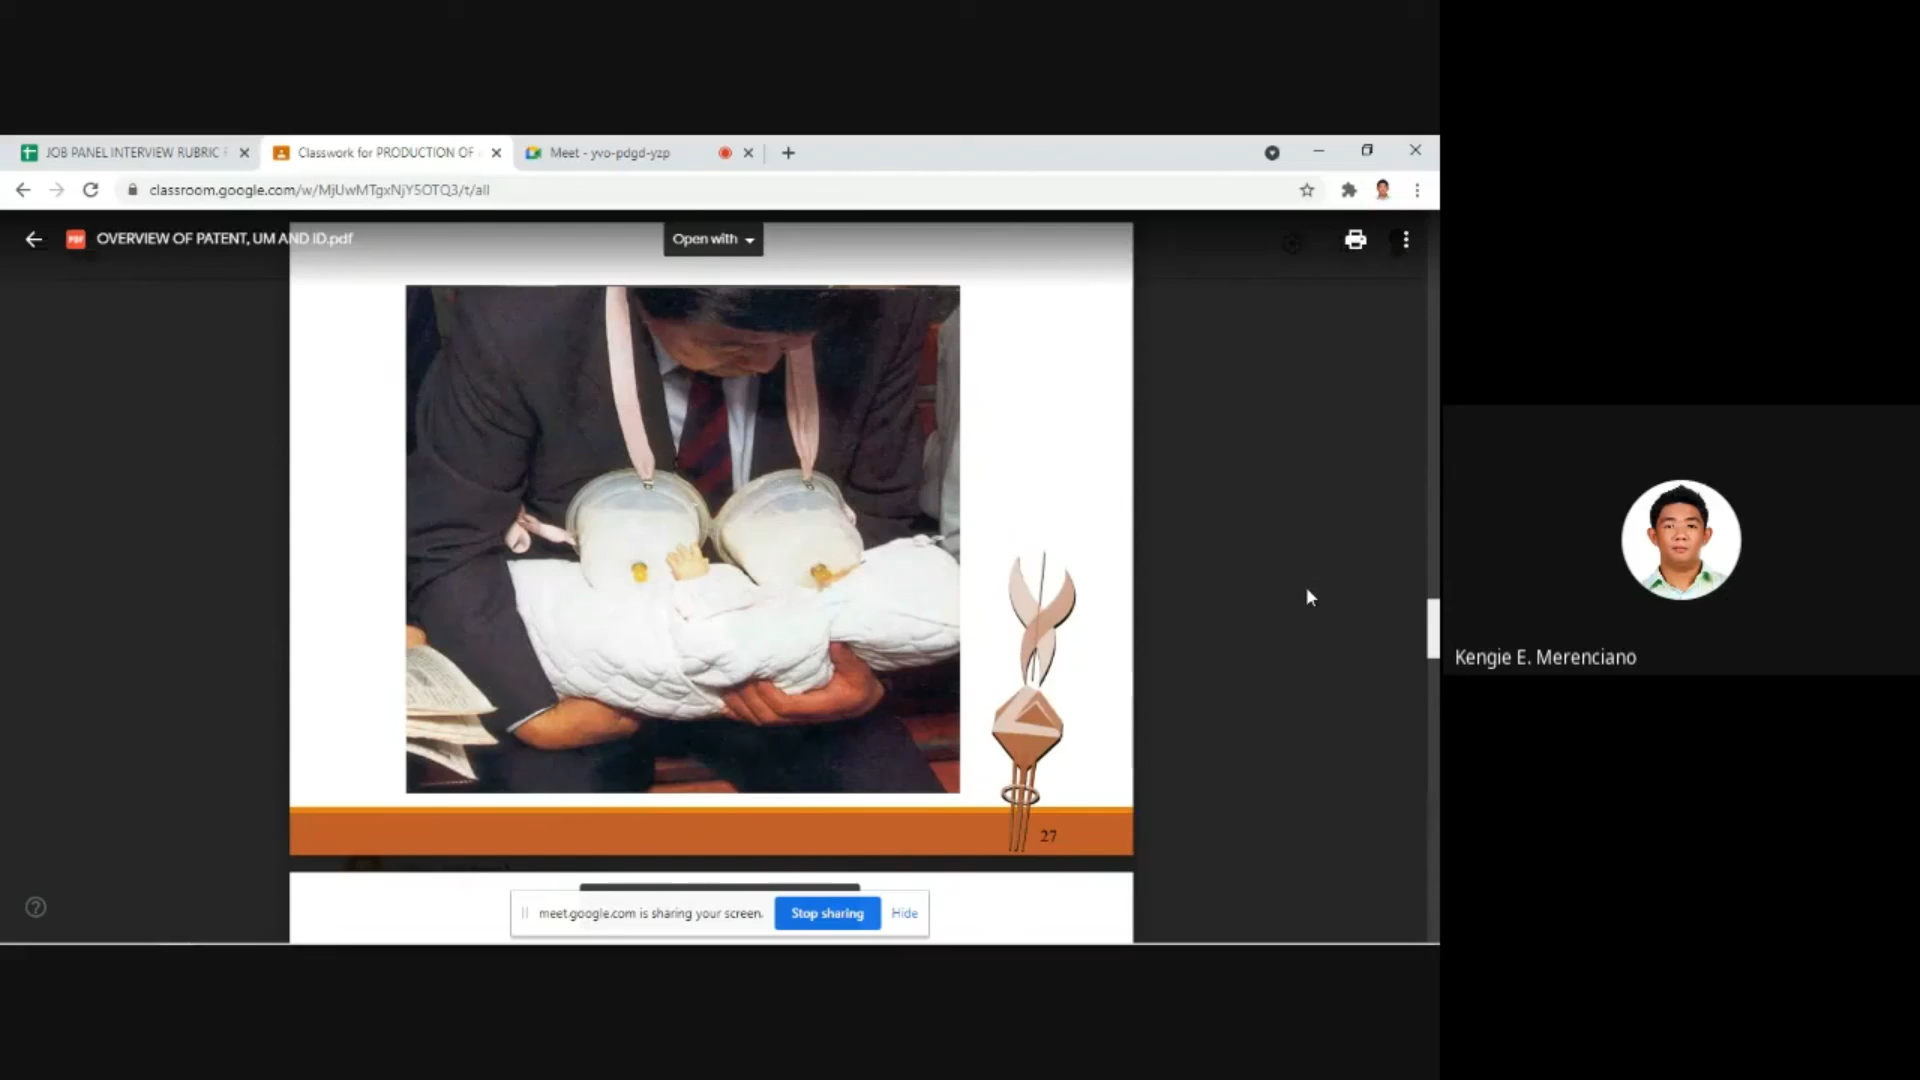 JOB PANEL INTERVIEW RUBRIC
Classwork for PRODUCTION OF
Meet - yvo-pdgd-yzp
classroom.google.com/w/MjUwMTgxNjY5OTQ3/t/all
PDF
OVERVIEW OF PATENT, UM AND ID.pdf
Open with
Kengie E. Merenciano
27
meet.google.com is sharing your screen.
Stop sharing
Hide